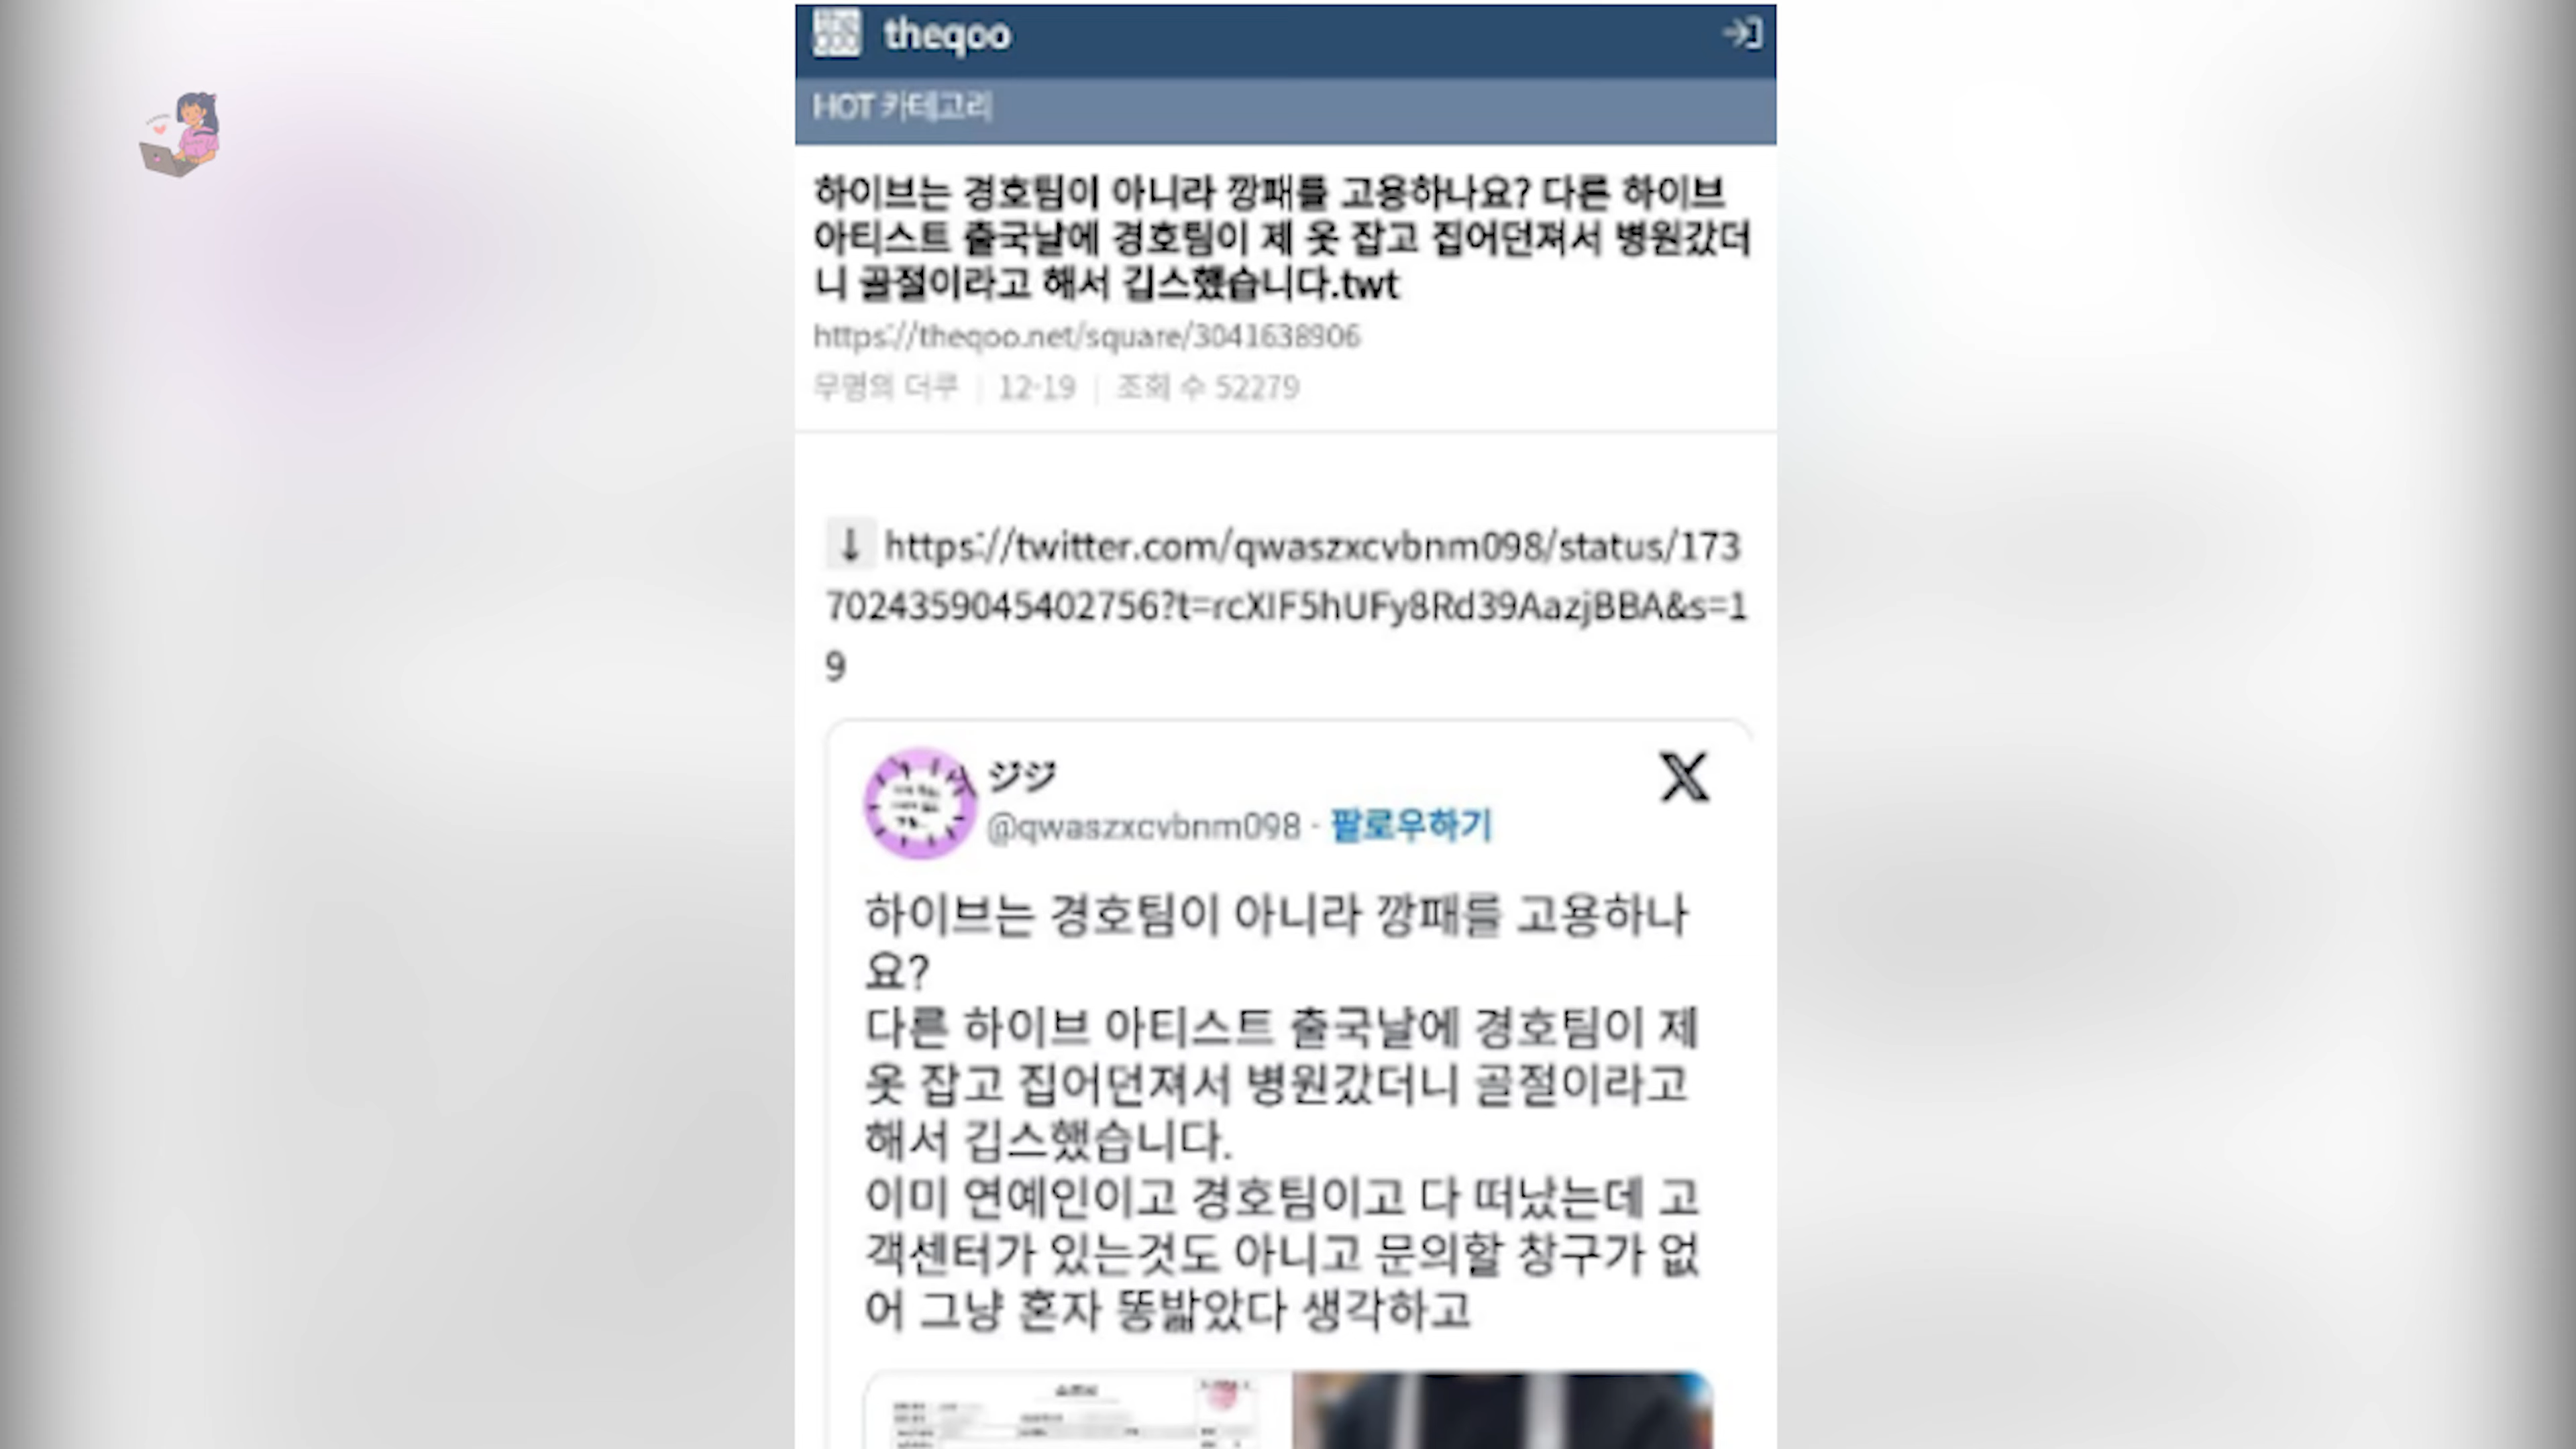 theqoo
HOT 카테고리
하이브는 경호팀이 아니라 깡패를 고용하나요? 다른 하이브
아티스트 출국날에 경호팀이 제 옷 잡고 집어던져서 병원갔더
니 골절이라고 해서 깁스했습니다.twt
https://theqoo.net/square/3041638906
무명의 더쿠 | 12-19 | 조회 수 52279
↓ https://twitter.com/qwaszxcvbnm098/status/173
7024359045402756?t=rcXIF5hUFy8Rd39AazjBBA&s=1
9
ジジ
@qwaszxcvbnm098 · 팔로우하기
하이브는 경호팀이 아니라 깡패를 고용하나
요?
다른 하이브 아티스트 출국날에 경호팀이 제
옷 잡고 집어던져서 병원갔더니 골절이라고
해서 깁스했습니다.
이미 연예인이고 경호팀이고 다 떠났는데 고
객센터가 있는것도 아니고 문의할 창구가 없
어 그냥 혼자 똥밟았다 생각하고